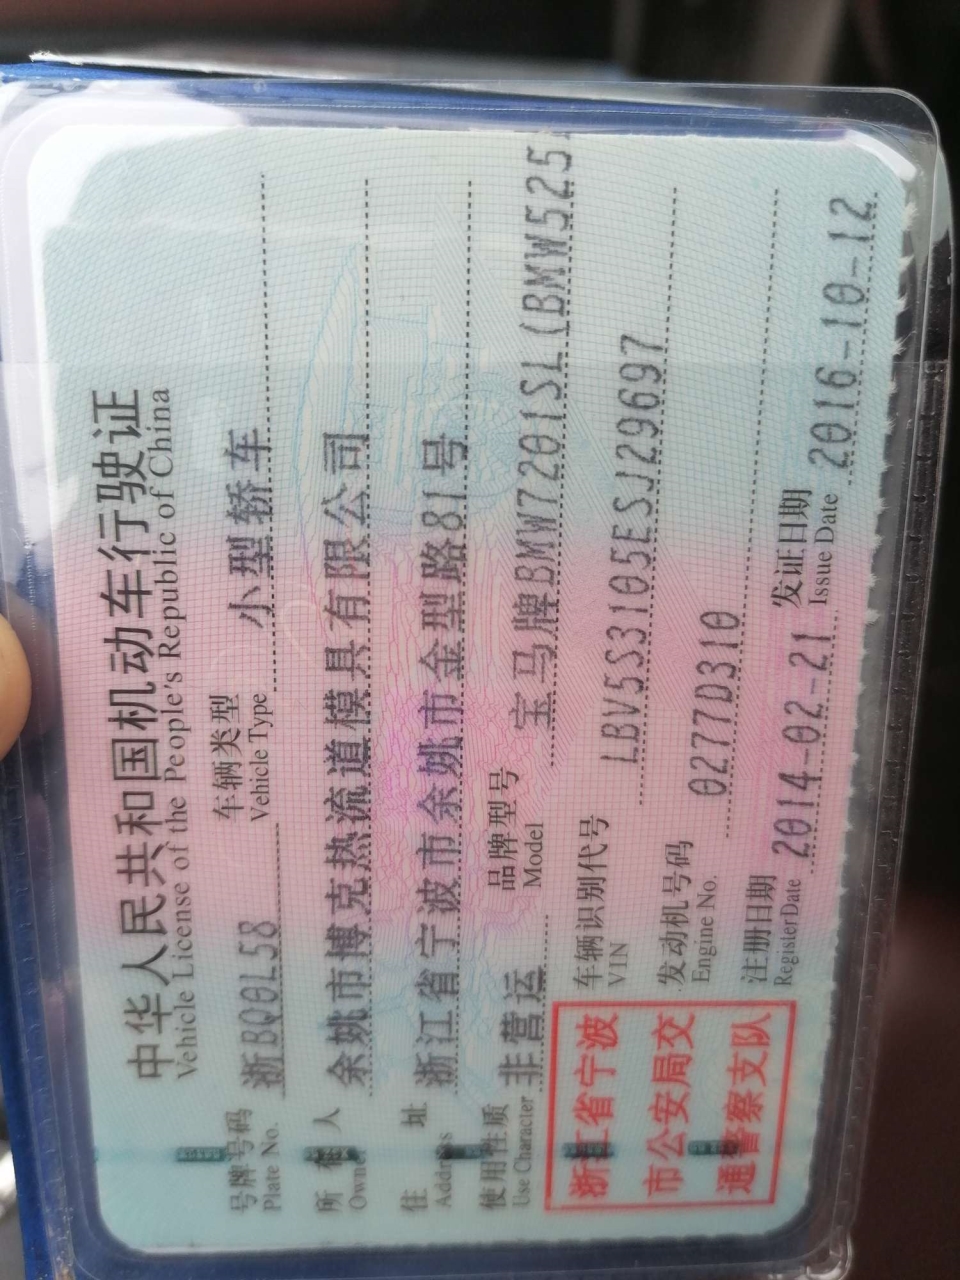 中华人民共和国机动车行驶证
Vehicle License of the People's Republic of China
号牌号码 浙BQ0L58 车辆类型 小型轿车
Plate No. Vehicle Type
所有人 余姚市博克热流道模具有限公司
Owner
住址 浙江省宁波市余姚市金型路81号
Address
使用性质 非营运 品牌型号 宝马牌BMW7201SL(BMW525
Use Character Model
浙江省宁波
市公安局交
通警察支队
车辆识别代号 LBV5S3105ESJ29697
VIN
发动机号码 0277D310
Engine No.
注册日期 2014-02-21 发证日期 2016-10-12
RegisterDate Issue Date